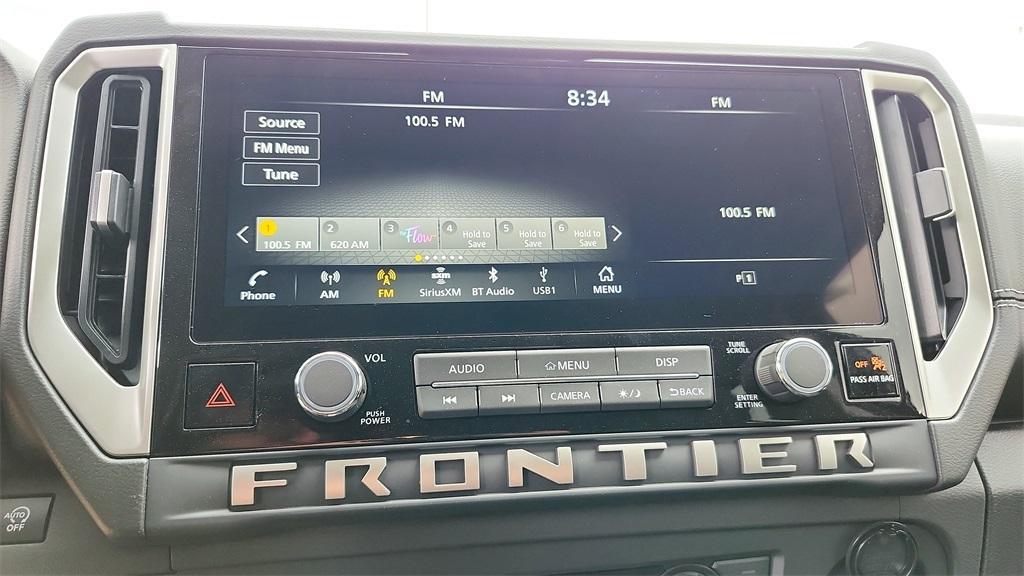 FM 8:34 FM
100.5 FM
Source
FM Menu
Tune
100.5 FM
1 2 3 4 5 6
100.5 FM 620 AM Flow Hold to Save Hold to Save Hold to Save
Phone AM FM SXM SiriusXM BT Audio USB1 MENU P1
VOL
PUSH POWER
AUDIO MENU DISP
CAMERA BACK
TUNE SCROLL
ENTER SETTING
OFF 2
PASS AIR BAG
FRONTIER
AUTO
OFF